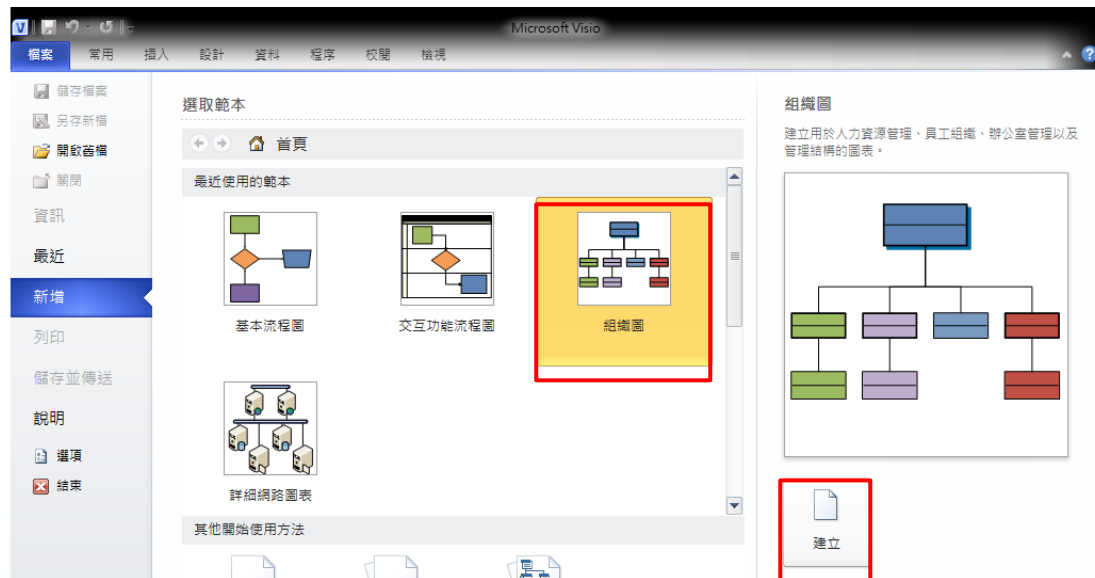 Microsoft Visio
檔案 常用 插入 設計 資料 程序 校閱 檢視
儲存檔案
另存新檔
開啟舊檔
關閉
資訊
最近
新增
列印
儲存並傳送
說明
選項
結束
選取範本
首頁
最近使用的範本
基本流程圖 交互功能流程圖 組織圖
詳細網路圖表
其他開始使用方法
組織圖
建立用於人力資源管理、員工組織、辦公室管理以及
管理結構的圖表。
建立